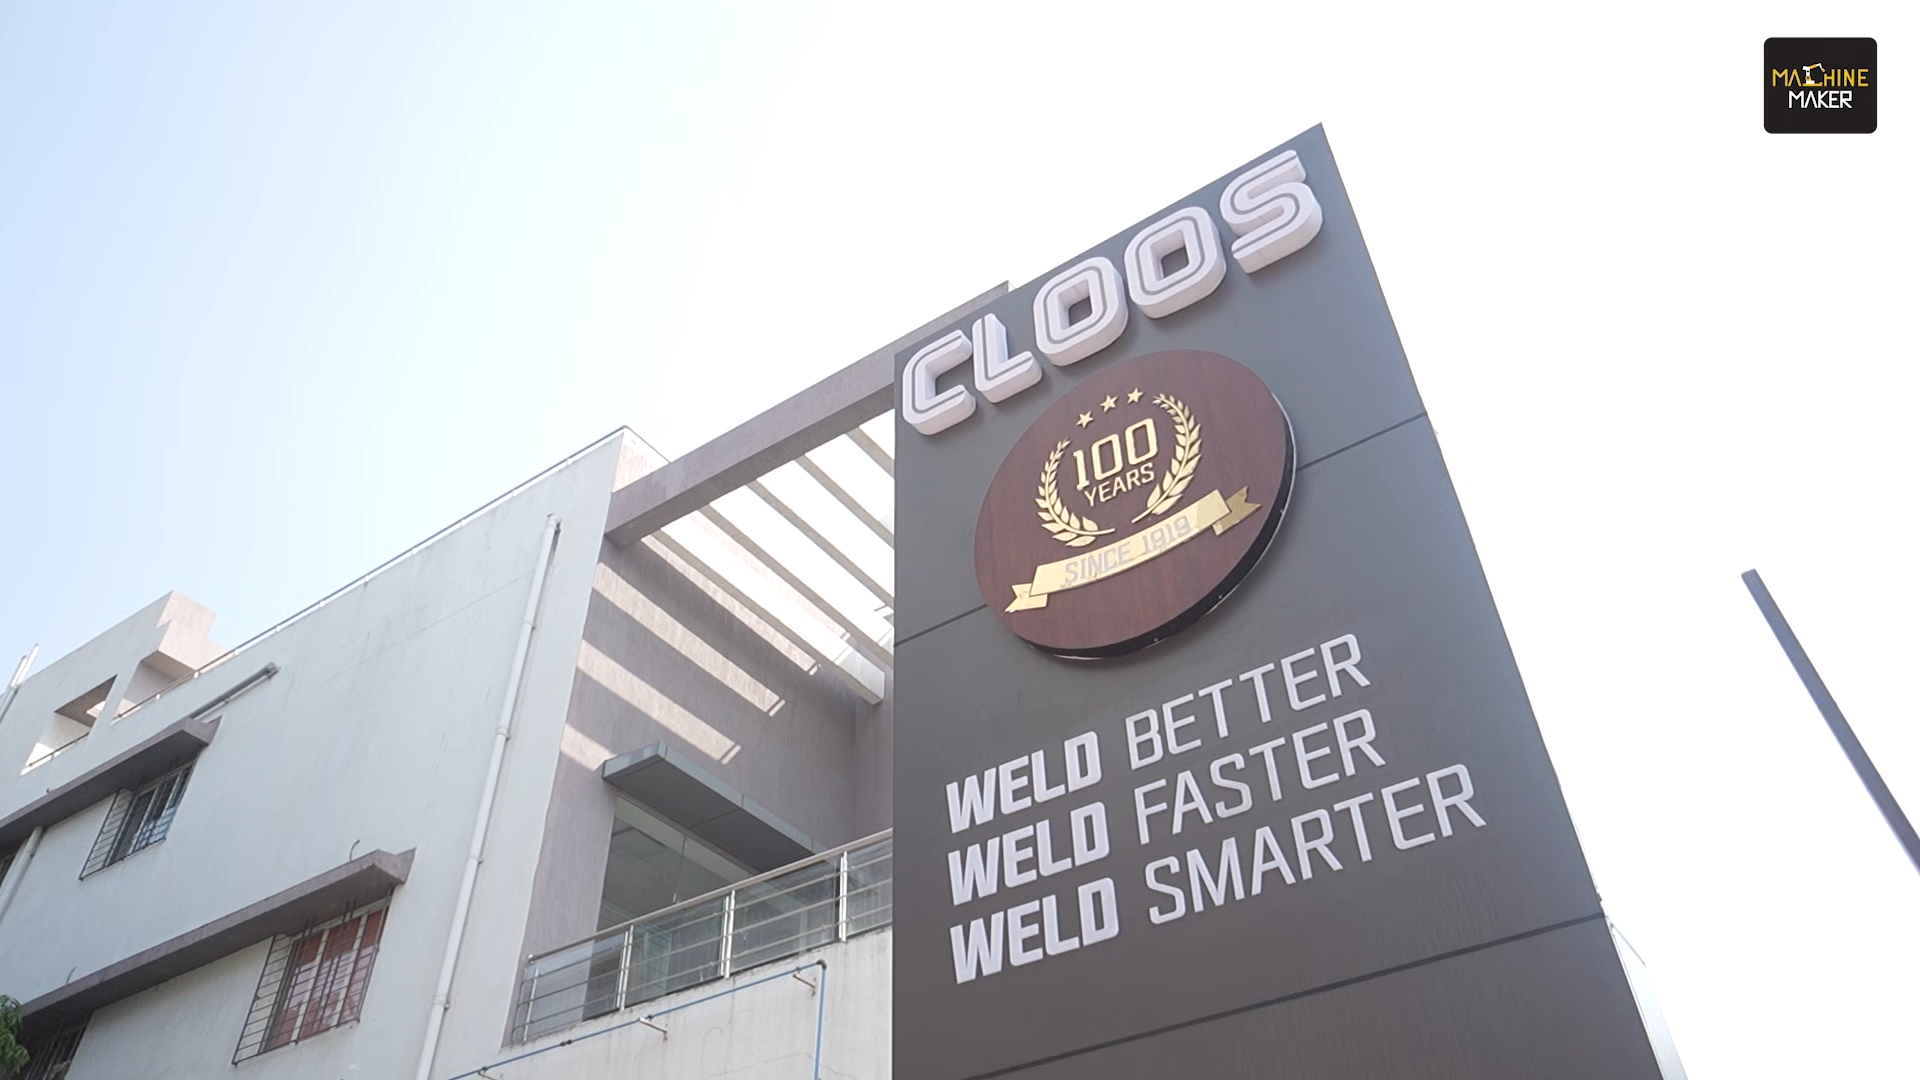 MACHINE
MAKER
CLOOS
100
YEARS
SINCE 1919
WELD BETTER
WELD FASTER
WELD SMARTER